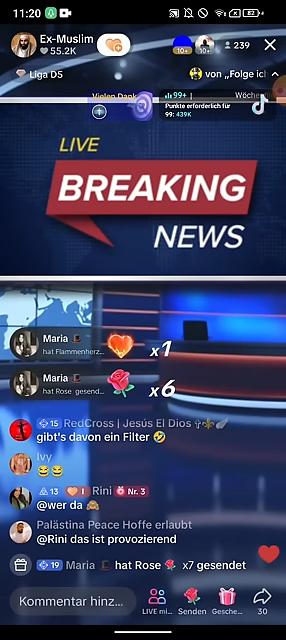 11:20
Ex-Muslim
55.2K
10+
10+
239
Liga D5
von „Folge ich
Vielen Dank
99+ |
Woche
Punkte erforderlich für
99: 439K
LIVE
BREAKING
NEWS
Maria
hat Flammenherz...
x1
Maria
hat Rose gesend...
x6
15 RedCross | Jesús El Dios ✞⚜️🪽
gibt's davon ein Filter 🤣
Ivy
😂😂
13 I Rini Nr. 3
@wer da 🙈
Palästina Peace Hoffe erlaubt
@Rini das ist provozierend
19 Maria hat Rose x7 gesendet
Kommentar hinz...
LIVE mi...
Senden
Gesche...
30